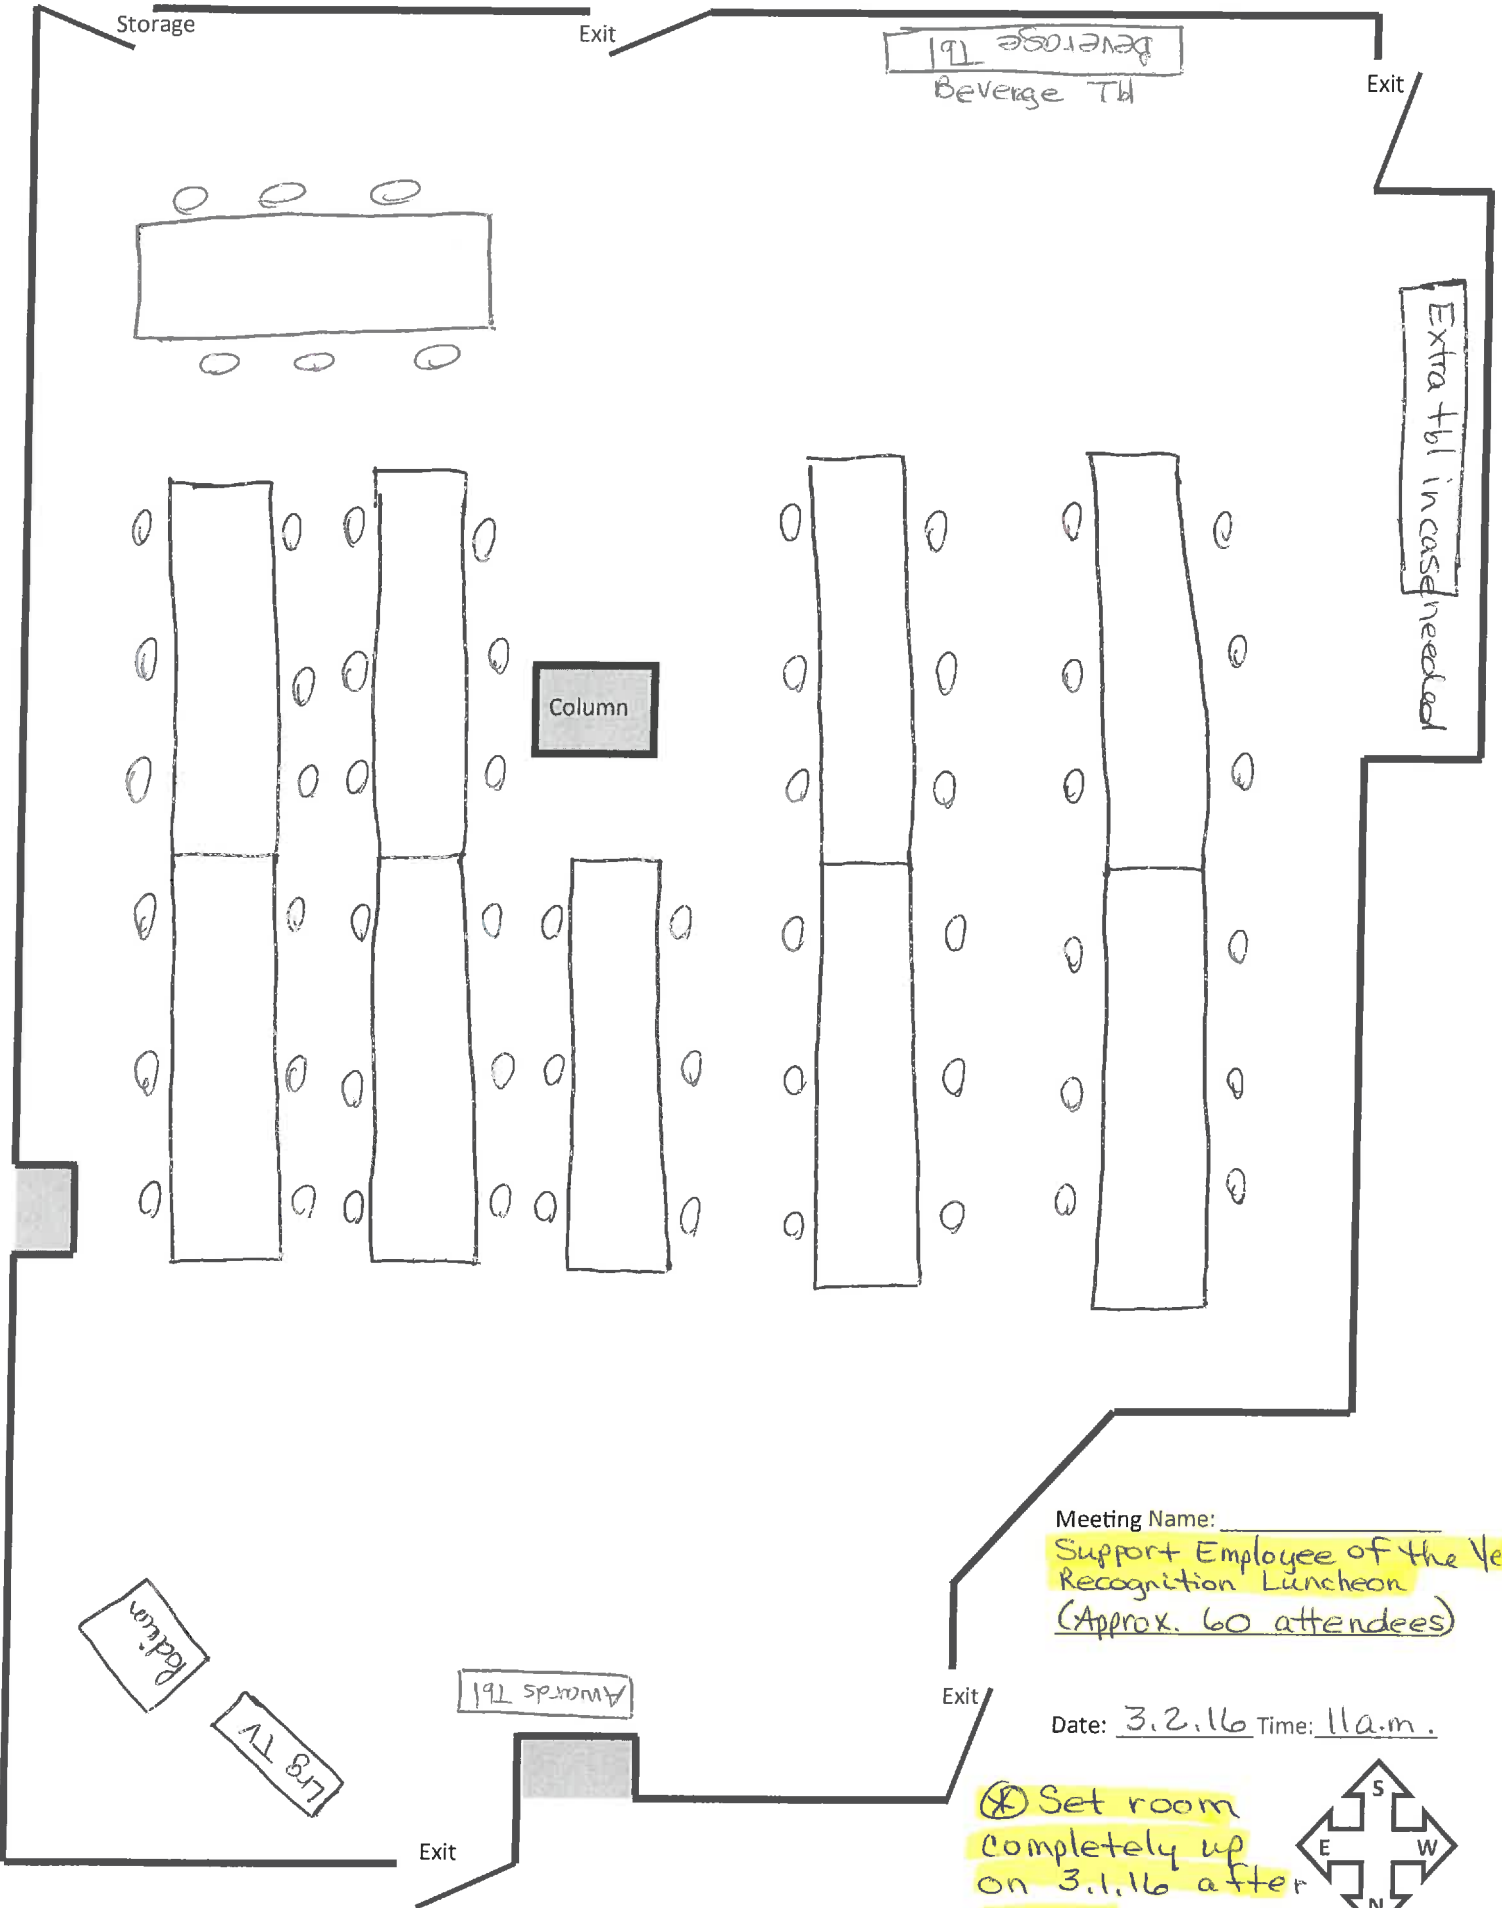 Storage
Exit
Beverage Tbl
Beverge Tbl
Exit
Extra tbl incase needed
Column
Meeting Name:
Support Employee of the Ye
Recognition Luncheon
(Approx. 60 attendees)
Podium
Awards Tbl
Exit
Lrg TV
Date: 3.2.16 Time: 11a.m.
* Set room
completely up
on 3.1.16 after
S
E W
N
Exit